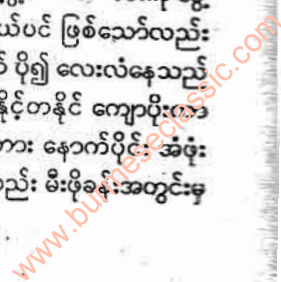 ယ်ပင် ဖြစ်သော်လည်း
ပို၍ လေးလံနေသည်
နိုင့်တနိုင် ကျောပိုးကာ
ကား နောက်ပိုင်း အဖုံး
ည်း မီးဖိုခန်းအတွင်းမှ
www.burmeseclassic.com